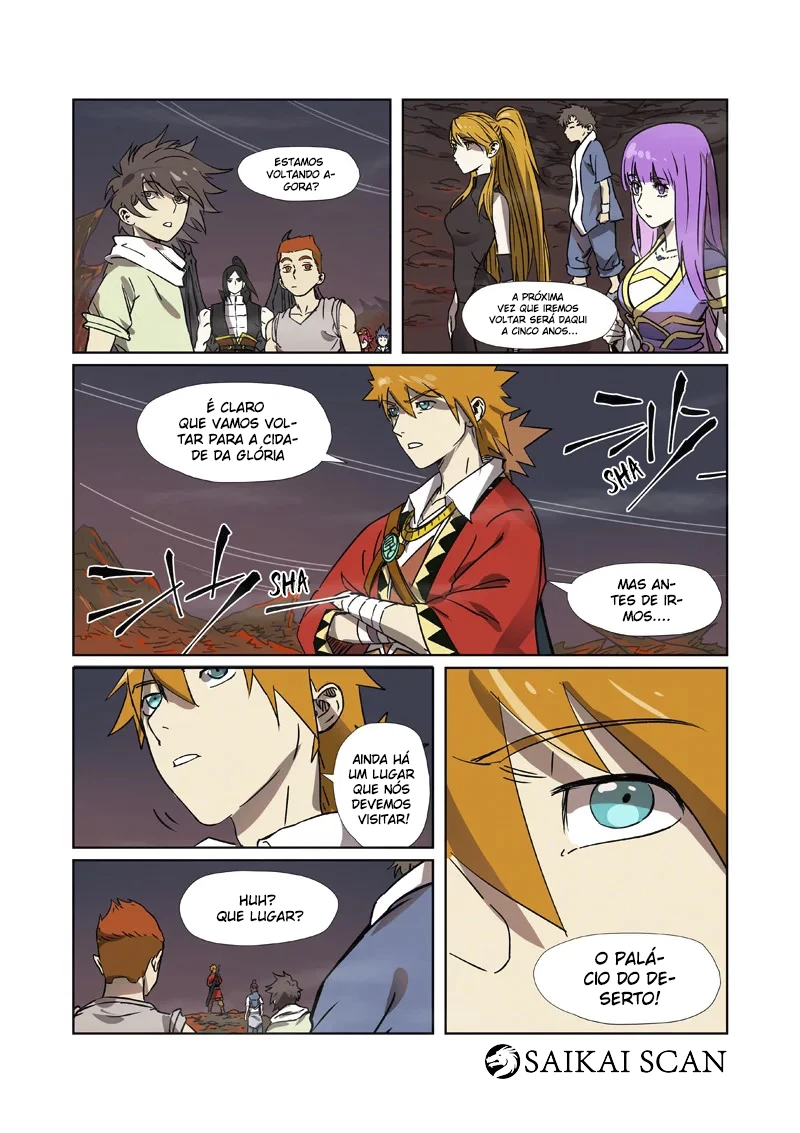 ESTAMOS
VOLTANDO A-
GORA?
A PRÓXIMA
VEZ QUE IREMOS
VOLTAR SERÁ DAQUI
A CINCO ANOS...
É CLARO
QUE VAMOS VOL-
TAR PARA A CIDA-
DE DA GLÓRIA
SHA
SHA
MAS AN-
TES DE IR-
MOS....
AINDA HÁ
UM LUGAR
QUE NÓS
DEVEMOS
VISITAR!
HUH?
QUE LUGAR?
O PALÁ-
CIO DO DE-
SERTO!
SAIKAI SCAN